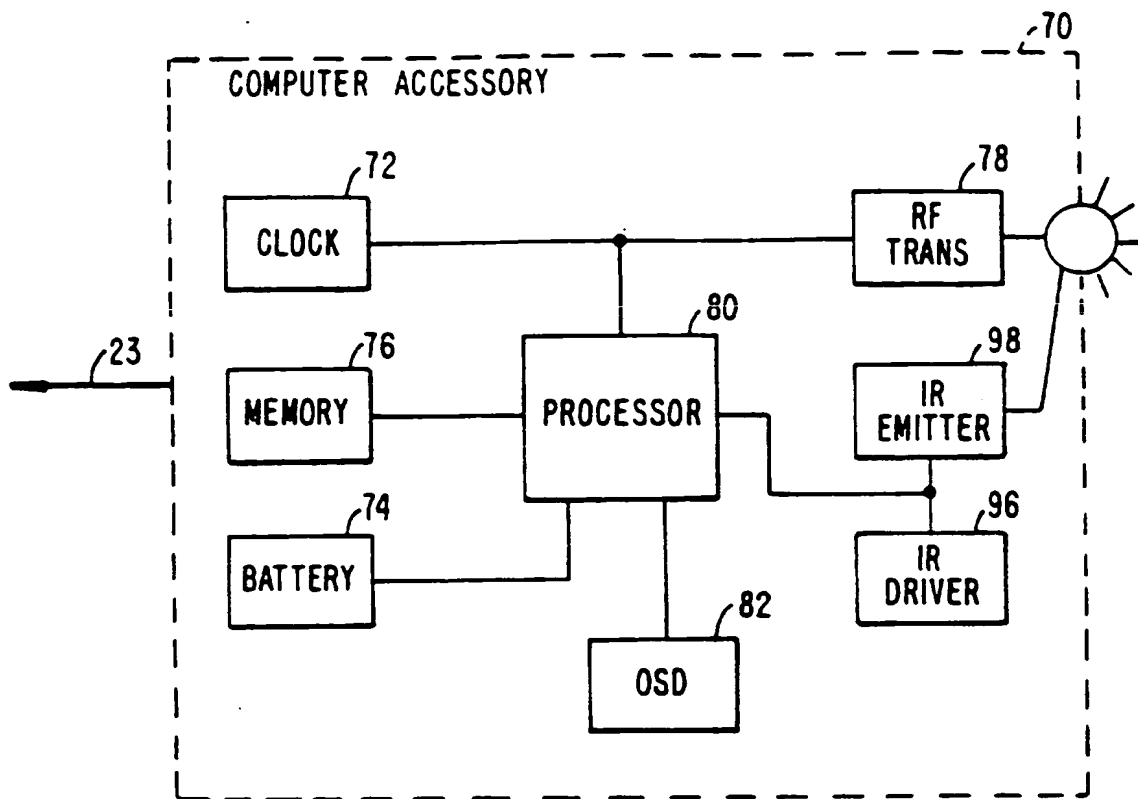 70
COMPUTER ACCESSORY
72
CLOCK
78
RF
TRANS
80
PROCESSOR
23
76
MEMORY
98
IR
EMITTER
74
BATTERY
96
IR
DRIVER
82
OSD